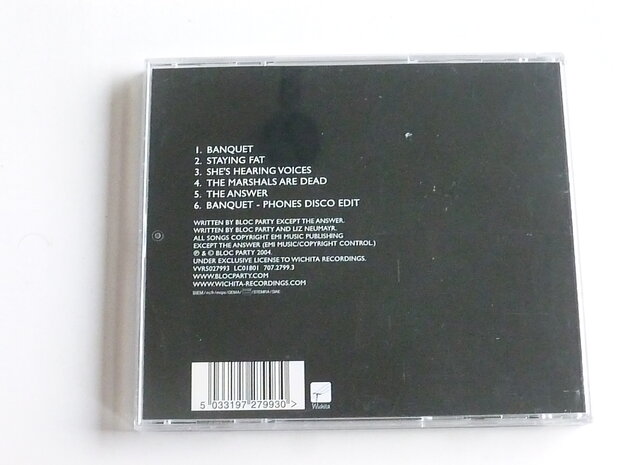 1. BANQUET
2. STAYING FAT
3. SHE'S HEARING VOICES
4. THE MARSHALS ARE DEAD
5. THE ANSWER
6. BANQUET - PHONES DISCO EDIT
WRITTEN BY BLOC PARTY EXCEPT THE ANSWER.
WRITTEN BY BLOC PARTY AND LIZ NEUMAYR.
ALL SONGS COPYRIGHT EMI MUSIC PUBLISHING
EXCEPT THE ANSWER (EMI MUSIC/COPYRIGHT CONTROL.)
℗ & © BLOC PARTY 2004.
UNDER EXCLUSIVE LICENSE TO WICHITA RECORDINGS.
VVR5027993 LC01801 707.2799.3
WWW.BLOCPARTY.COM
WWW.WICHITA-RECORDINGS.COM
5 033197 279930 >
Wichita